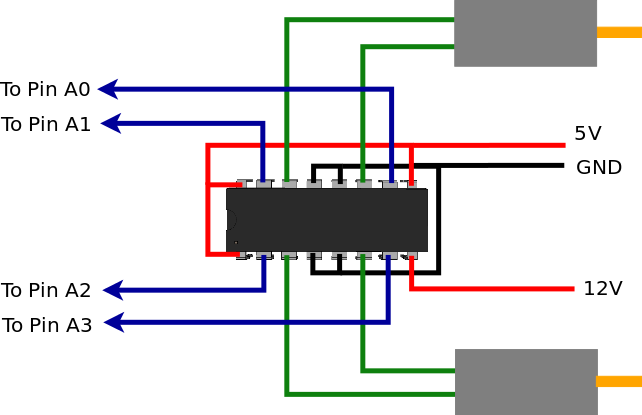 To Pin A0
To Pin A1
5V
GND
To Pin A2
12V
To Pin A3